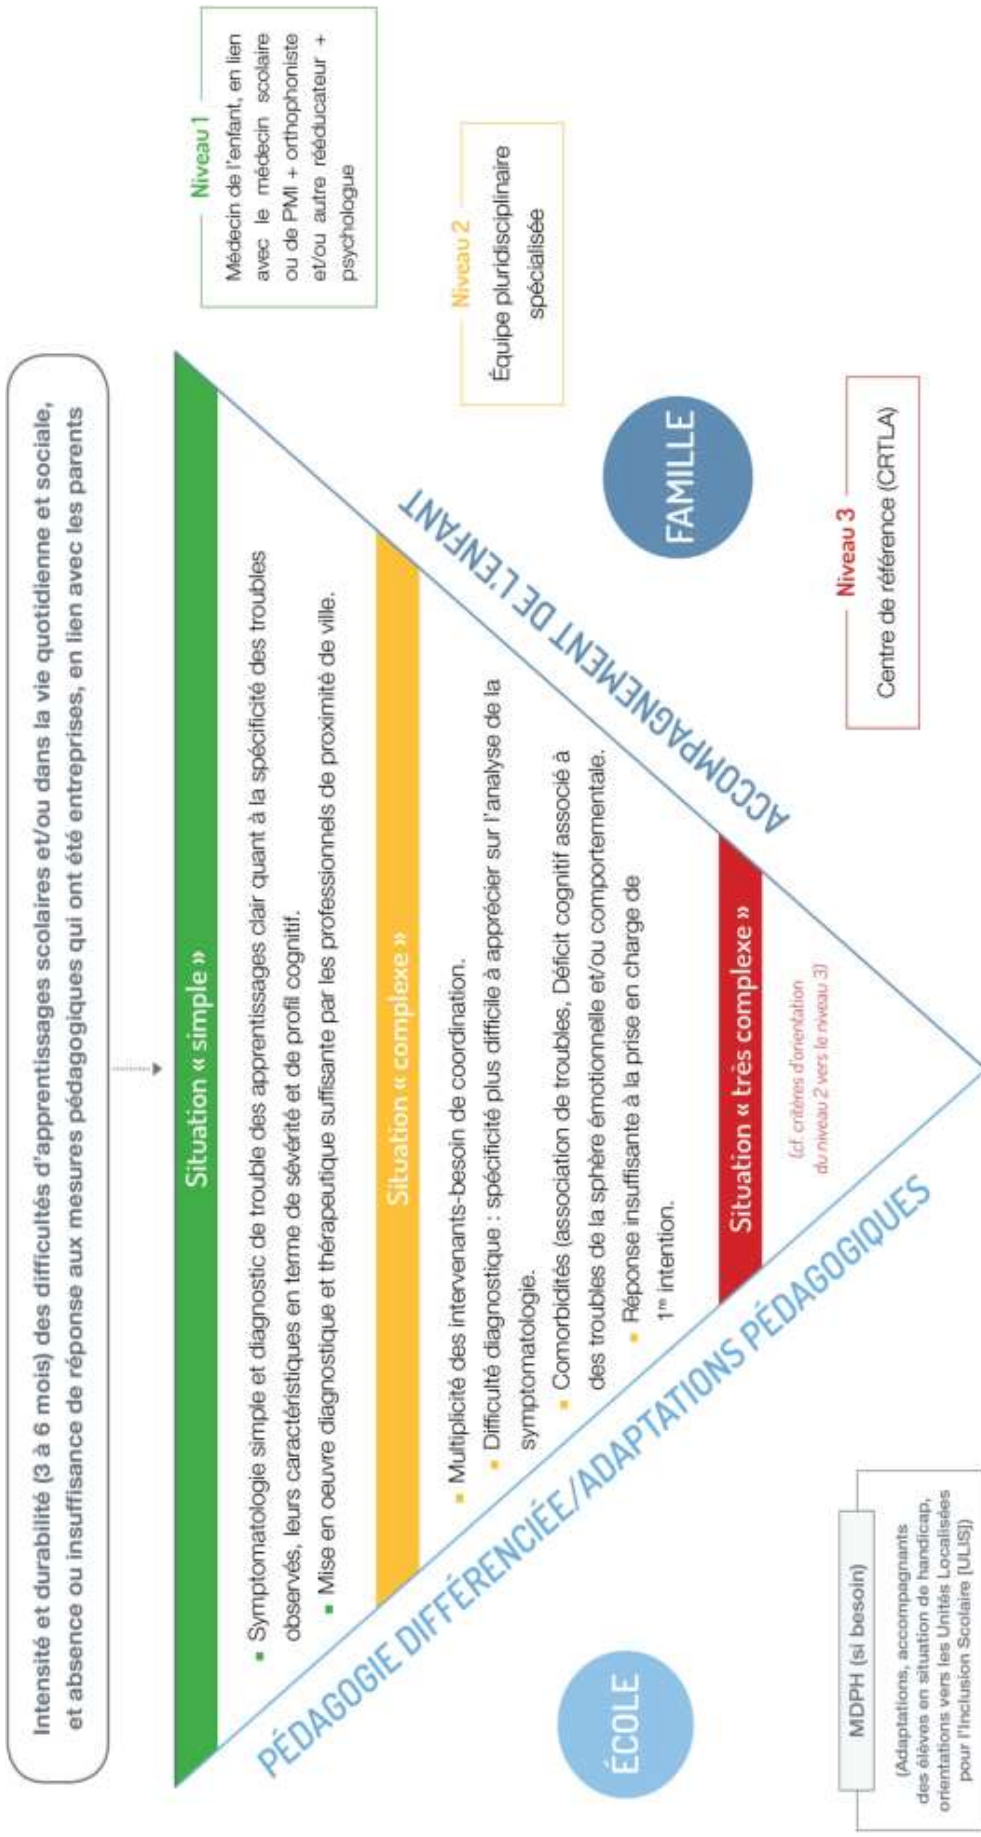 Intensité et durabilité (3 à 6 mois) des difficultés d'apprentissages scolaires et/ou dans la vie quotidienne et sociale,
et absence ou insuffisance de réponse aux mesures pédagogiques qui ont été entreprises, en lien avec les parents
Situation « simple »
Symptomatologie simple et diagnostic de trouble des apprentissages clair quant à la spécificité des troubles
observés, leurs caractéristiques en terme de sévérité et de profil cognitif.
Mise en oeuvre diagnostique et thérapeutique suffisante par les professionnels de proximité de ville.
Niveau 1
Médecin de l'enfant, en lien
avec le médecin scolaire
ou de PMI + orthophoniste
et/ou autre rééducateur +
psychologue
Situation « complexe »
Multiplicité des intervenants-besoin de coordination.
Difficulté diagnostique : spécificité plus difficile à apprécier sur l'analyse de la
symptomatologie.
Comorbidités (association de troubles, Déficit cognitif associé à
des troubles de la sphère émotionnelle et/ou comportementale.
Réponse insuffisante à la prise en charge de
1re intention.
Niveau 2
Équipe pluridisciplinaire
spécialisée
Situation « très complexe »
(cf. critères d'orientation
du niveau 2 vers le niveau 3)
Niveau 3
Centre de référence (CRTLA)
PÉDAGOGIE DIFFÉRENCIÉE/ADAPTATIONS PÉDAGOGIQUES
ACCOMPAGNEMENT DE L'ENFANT
ÉCOLE
FAMILLE
MDPH (si besoin)
(Adaptations, accompagnants
des élèves en situation de handicap,
orientations vers les Unités Localisées
pour l'Inclusion Scolaire [ULIS])